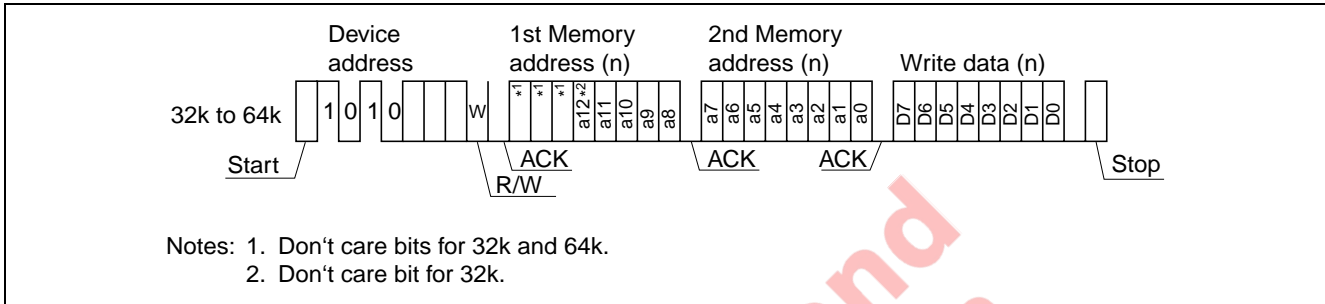 Device address
1st Memory address (n)
2nd Memory address (n)
Write data (n)
32k to 64k
1 0 1 0 W *1 *1 *1 a12*2 a11 a10 a9 a8 a7 a6 a5 a4 a3 a2 a1 a0 D7 D6 D5 D4 D3 D2 D1 D0
Start
R/W
ACK
ACK
ACK
Stop
Notes: 1. Don't care bits for 32k and 64k.
2. Don't care bit for 32k.
nd